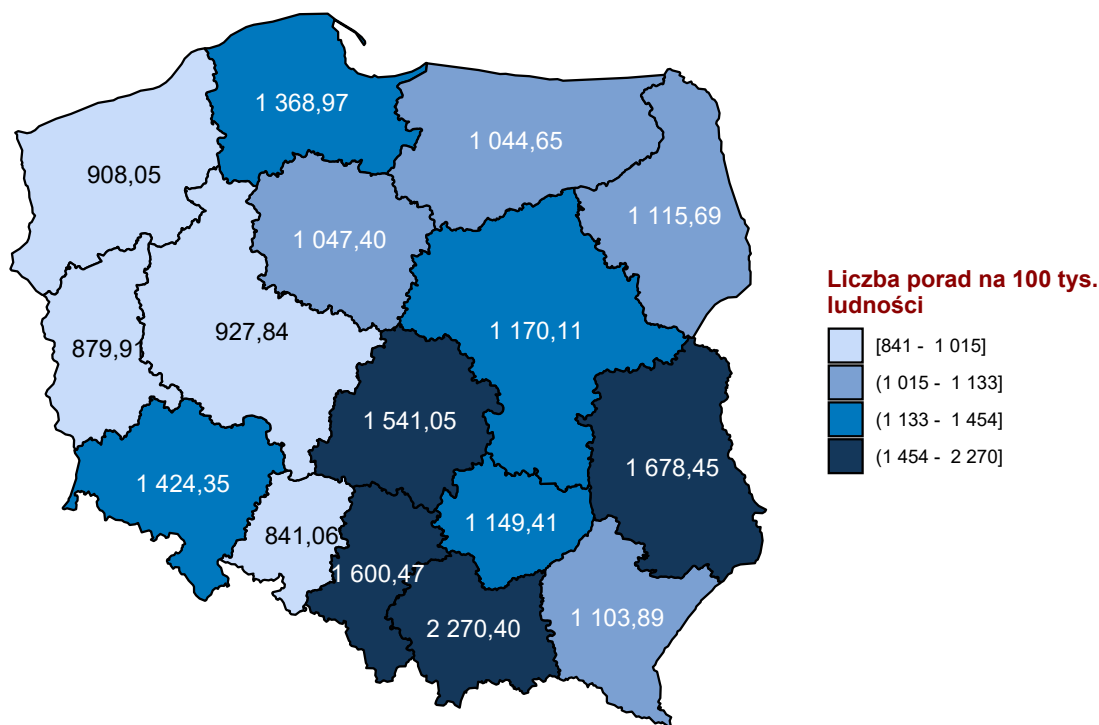 1 368,97
1 044,65
908,05
1 115,69
1 047,40
927,84
1 170,11
879,91
1 541,05
1 678,45
1 424,35
1 149,41
841,06
1 600,47
2 270,40
1 103,89
Liczba porad na 100 tys.
ludności
[841 - 1 015]
(1 015 - 1 133]
(1 133 - 1 454]
(1 454 - 2 270]